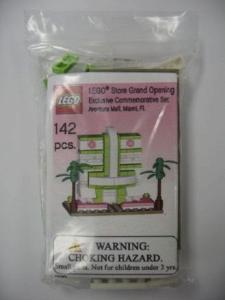 LEGO
LEGO® Store Grand Opening
Exclusive Commemorative Set
Aventura Mall, Miami, FL
142
pcs.
WARNING:
CHOKING HAZARD.
Small parts. Not for children under 3 yrs.